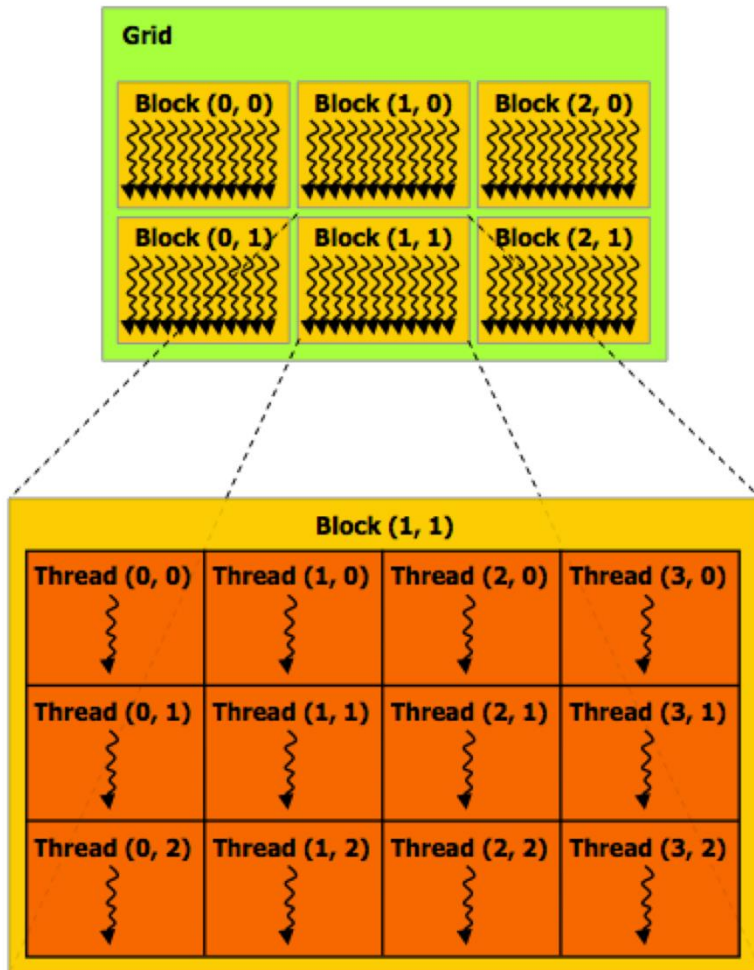 Grid
Block (0, 0) Block (1, 0) Block (2, 0)
Block (0, 1) Block (1, 1) Block (2, 1)
Block (1, 1)
Thread (0, 0) Thread (1, 0) Thread (2, 0) Thread (3, 0)
Thread (0, 1) Thread (1, 1) Thread (2, 1) Thread (3, 1)
Thread (0, 2) Thread (1, 2) Thread (2, 2) Thread (3, 2)